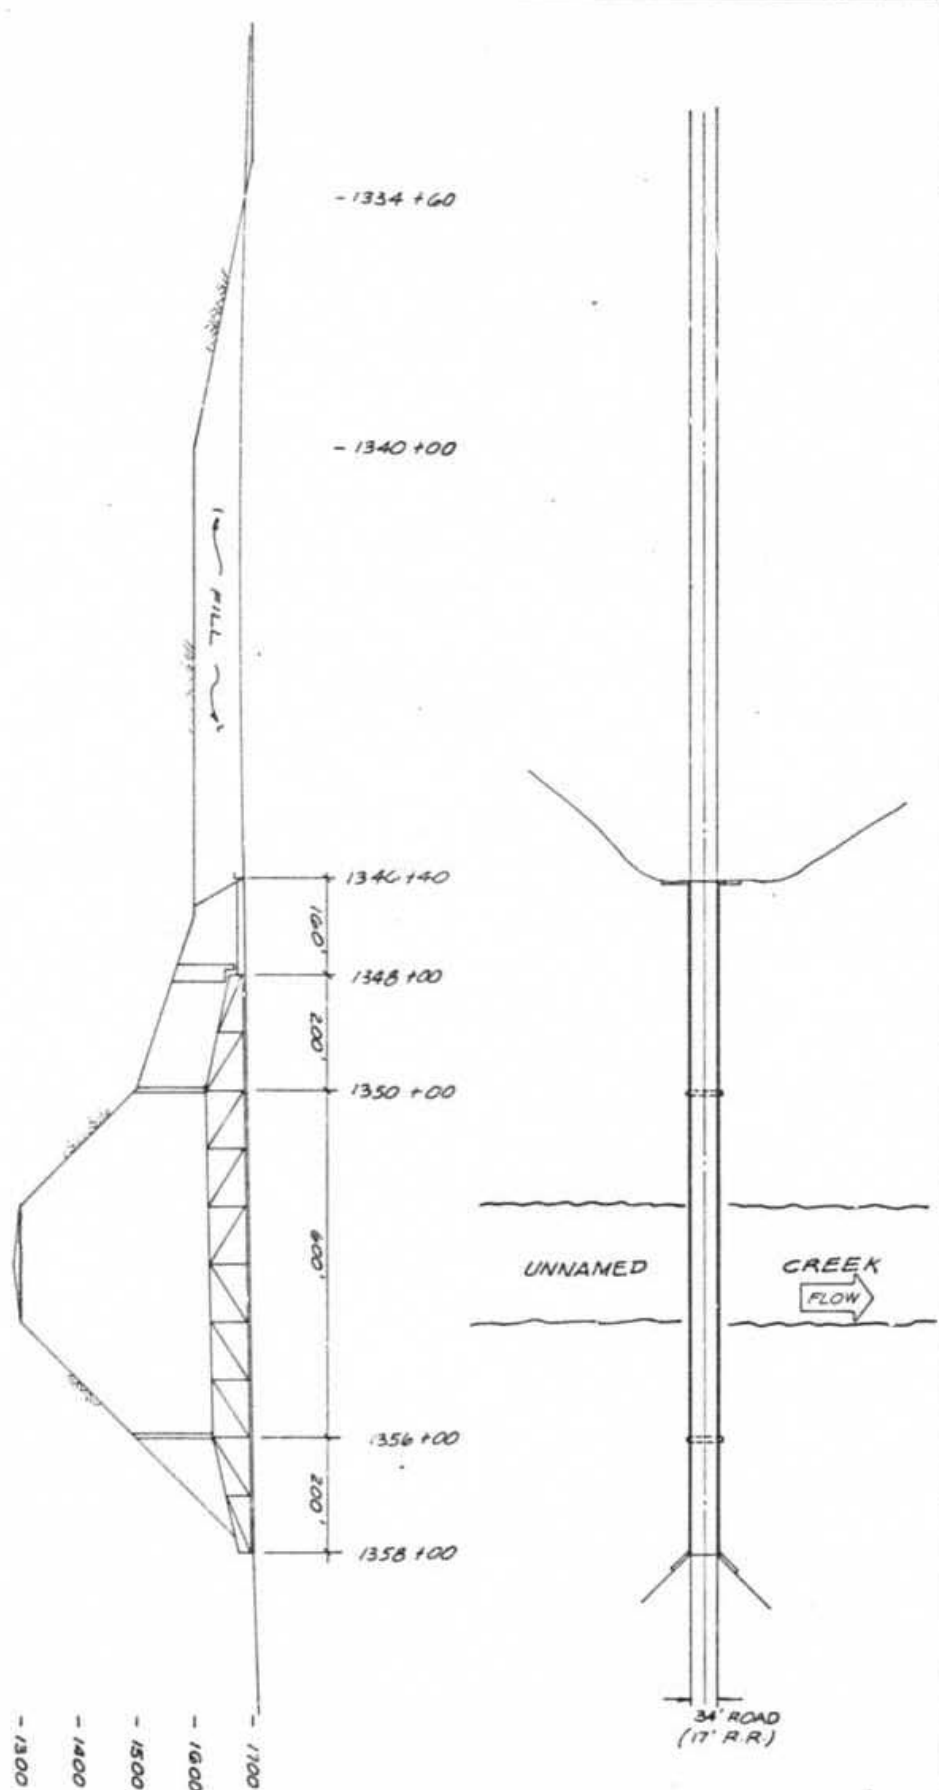 - 1334 +60
- 1340 +00
FILL
1346 +40
160'
1348 +00
200'
1350 +00
600'
UNNAMED CREEK
FLOW
1356 +00
200'
1358 +00
34' ROAD
(17' R.R.)
- 1300
- 1400
- 1500
- 1600
- 1700